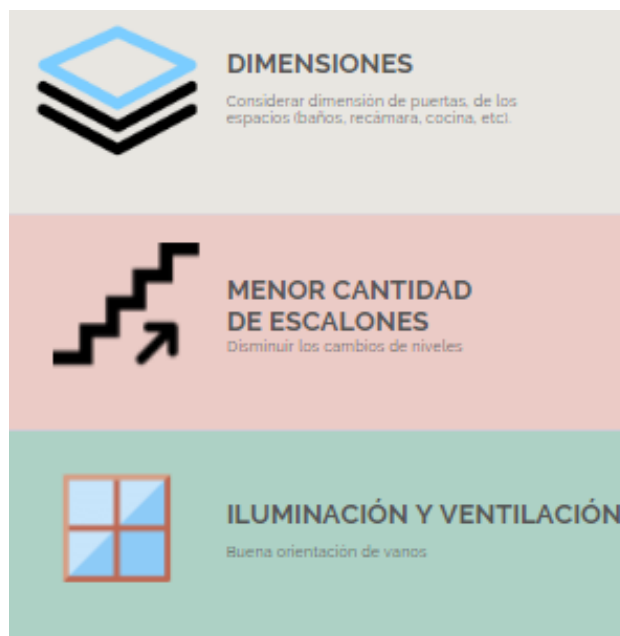 DIMENSIONES
Considerar dimensión de puertas, de los
espacios (baños, recámara, cocina, etc).
MENOR CANTIDAD
DE ESCALONES
Disminuir los cambios de niveles
ILUMINACIÓN Y VENTILACIÓN
Buena orientación de vanos